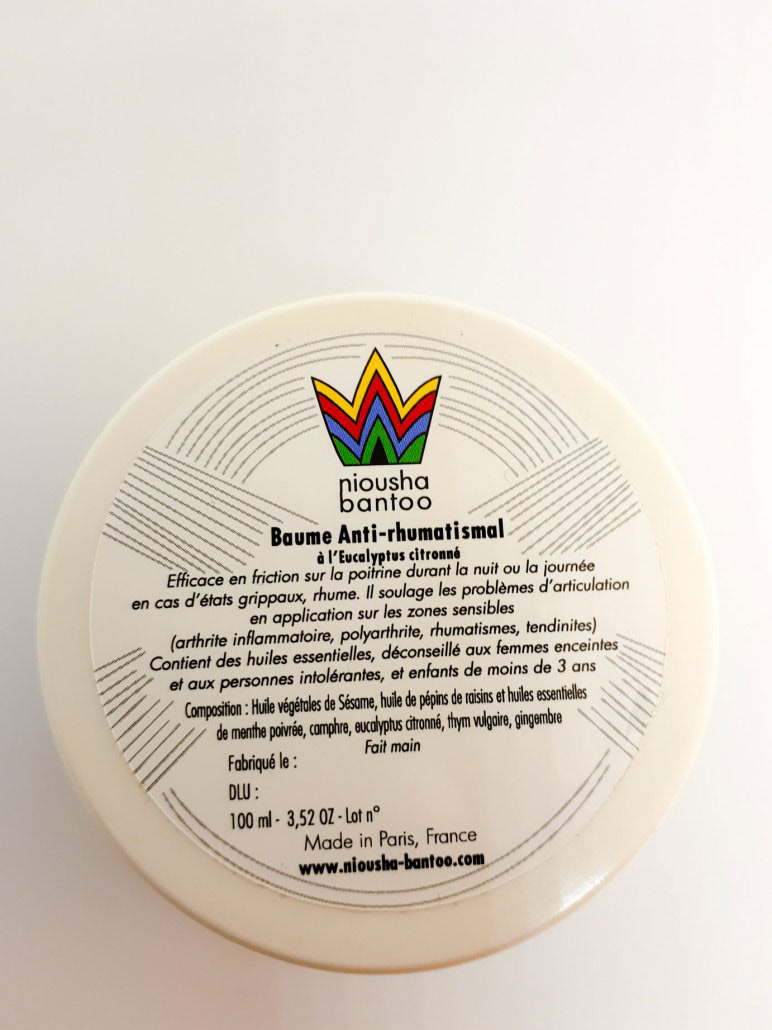 niousha
bantoo
Baume Anti-rhumatismal
à l'Eucalyptus citronné
Efficace en friction sur la poitrine durant la nuit ou la journée
en cas d'états grippaux, rhume. Il soulage les problèmes d'articulation
en application sur les zones sensibles
(arthrite inflammatoire, polyarthrite, rhumatismes, tendinites)
Contient des huiles essentielles, déconseillé aux femmes enceintes
et aux personnes intolérantes, et enfants de moins de 3 ans
Composition : Huile végétales de Sésame, huile de pépins de raisins et huiles essentielles
de menthe poivrée, camphre, eucalyptus citronné, thym vulgaire, gingembre
Fait main
Fabriqué le :
DLU :
100 ml - 3,52 OZ - Lot n°
Made in Paris, France
www.niousha-bantoo.com